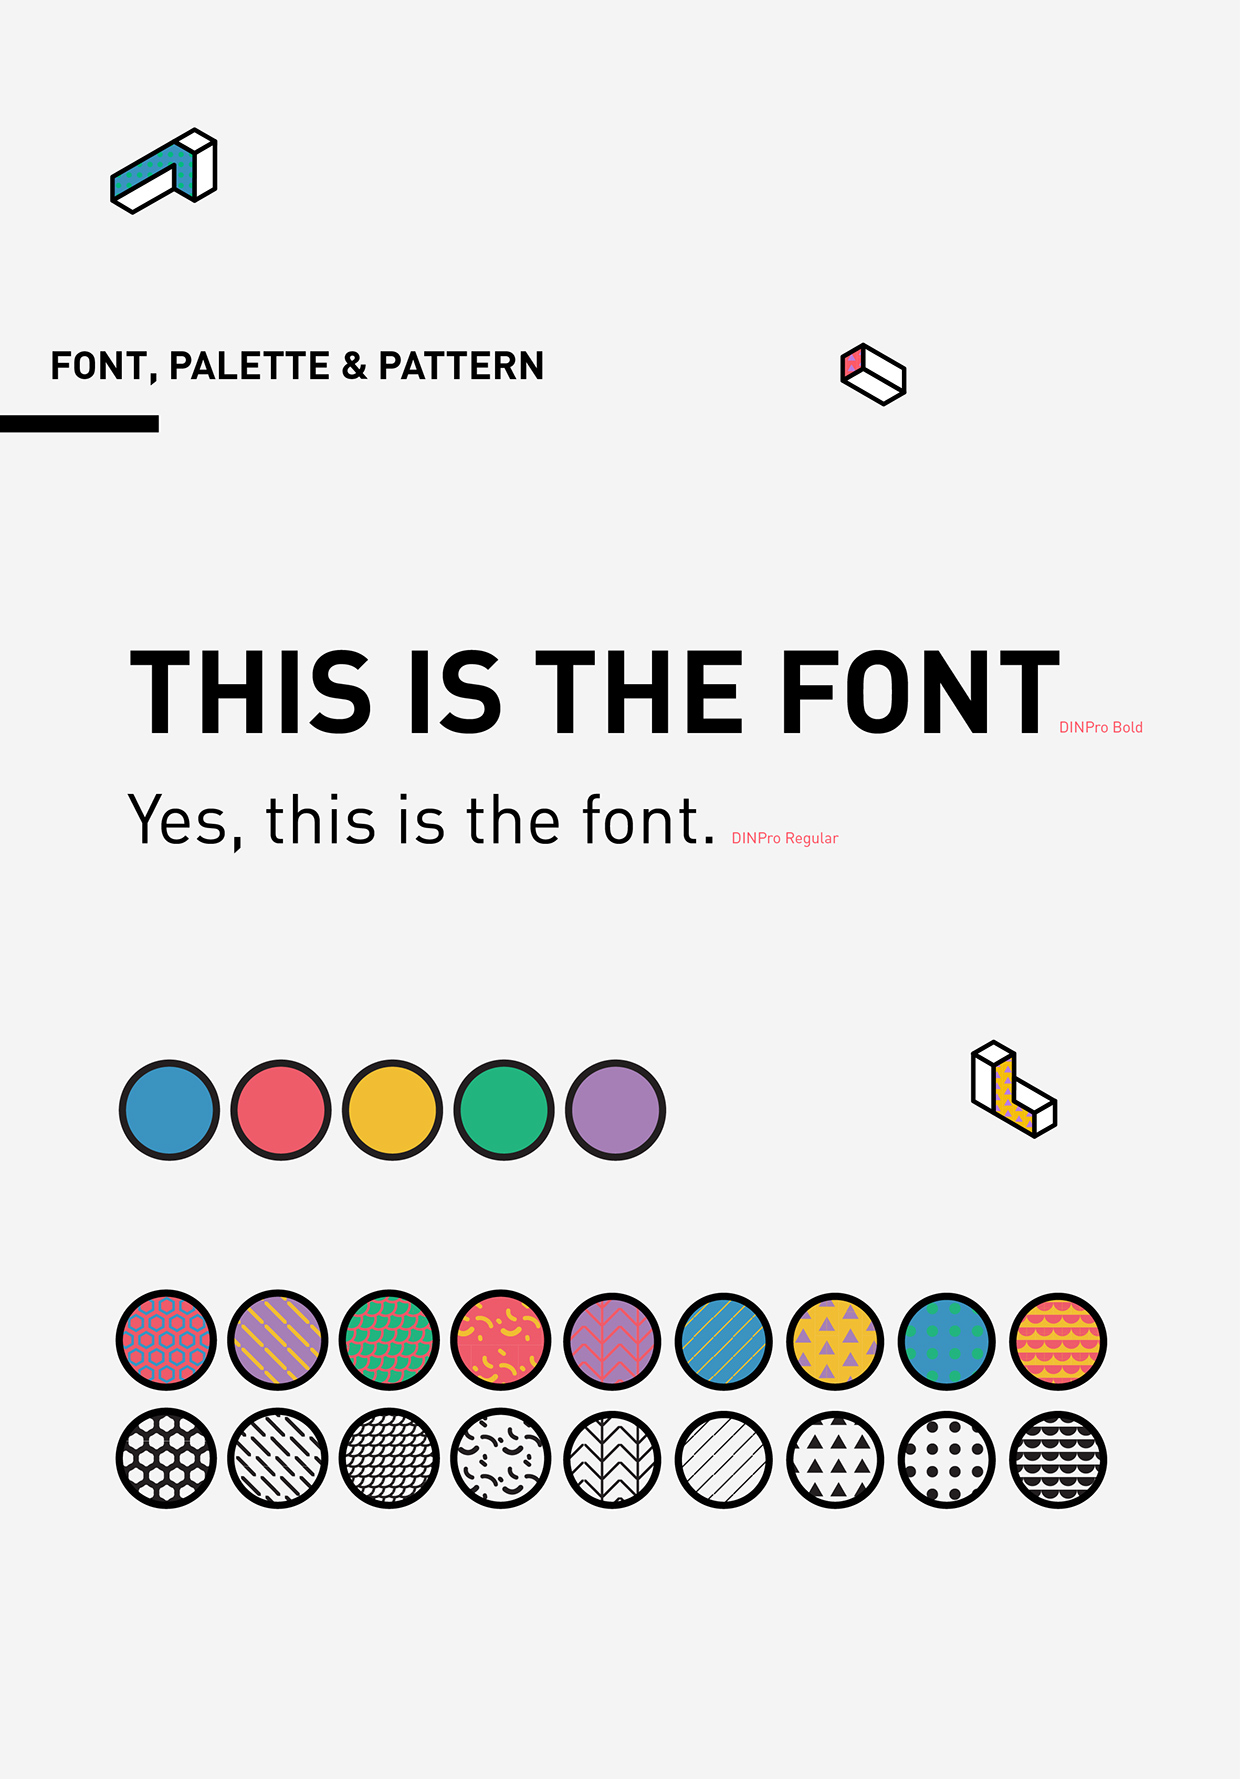 FONT, PALETTE & PATTERN
THIS IS THE FONT DINPro Bold
Yes, this is the font. DINPro Regular